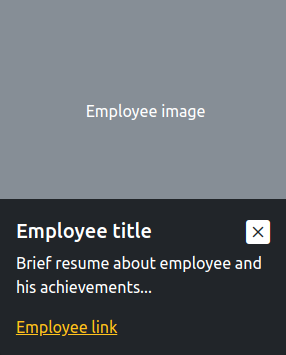 Employee image
Employee title
Brief resume about employee and
his achievements...
Employee link